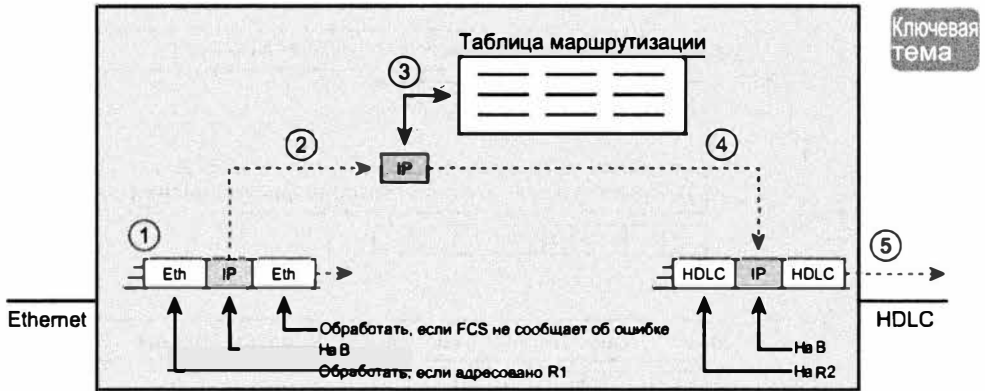 Ключевая
тема
Таблица маршрутизации
3
2
IP
4
1
Eth IP Eth
HDLC IP HDLC
5
Ethernet
HDLC
Обработать, если FCS не сообщает об ошибке
На В
Обработать, если адресовано R1
На В
На R2